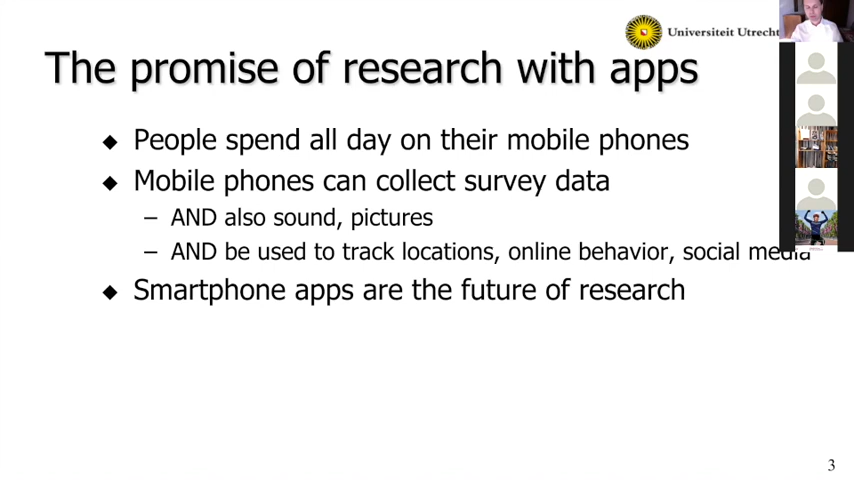 Universiteit Utrecht
The promise of research with apps
People spend all day on their mobile phones
Mobile phones can collect survey data
– AND also sound, pictures
– AND be used to track locations, online behavior, social media
Smartphone apps are the future of research
3